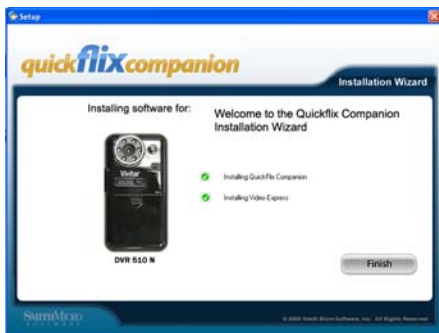 Setup
quickflixcompanion
Installation Wizard
Installing software for:
Welcome to the Quickflix Companion
Installation Wizard
Vivitar
Installing QuickFlix Companion
Installing Video Express
DVR 510 N
Finish
SmithMicro
SOFTWARE
© 2008 Smith Micro Software, Inc. All Rights Reserved